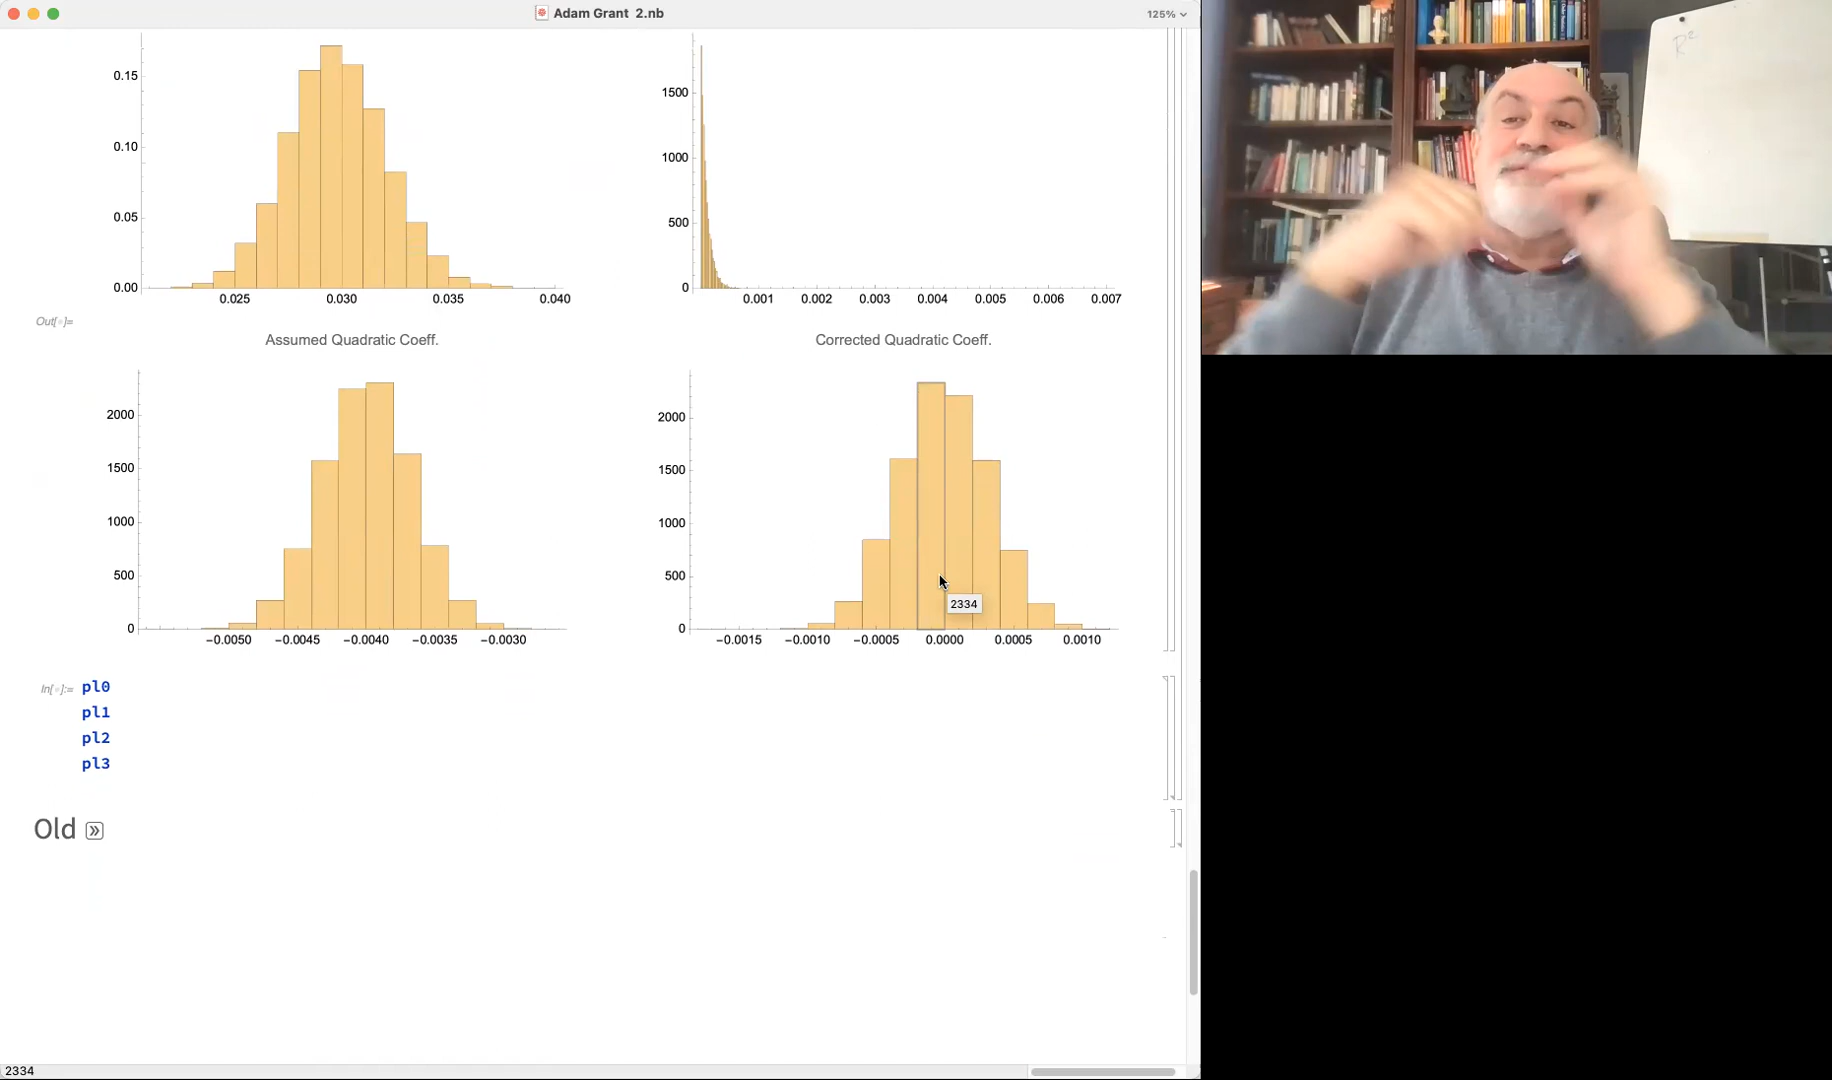 Adam Grant 2.nb
125%
0.15
0.10
0.05
0.00
0.025 0.030 0.035 0.040
1500
1000
500
0
0.001 0.002 0.003 0.004 0.005 0.006 0.007
R²
Out[•]=
Assumed Quadratic Coeff.
Corrected Quadratic Coeff.
2000
1500
1000
500
0
−0.0050 −0.0045 −0.0040 −0.0035 −0.0030
2000
1500
1000
500
0
−0.0015 −0.0010 −0.0005 0.0000 0.0005 0.0010
2334
In[•]:= pl0
pl1
pl2
pl3
Old
2334